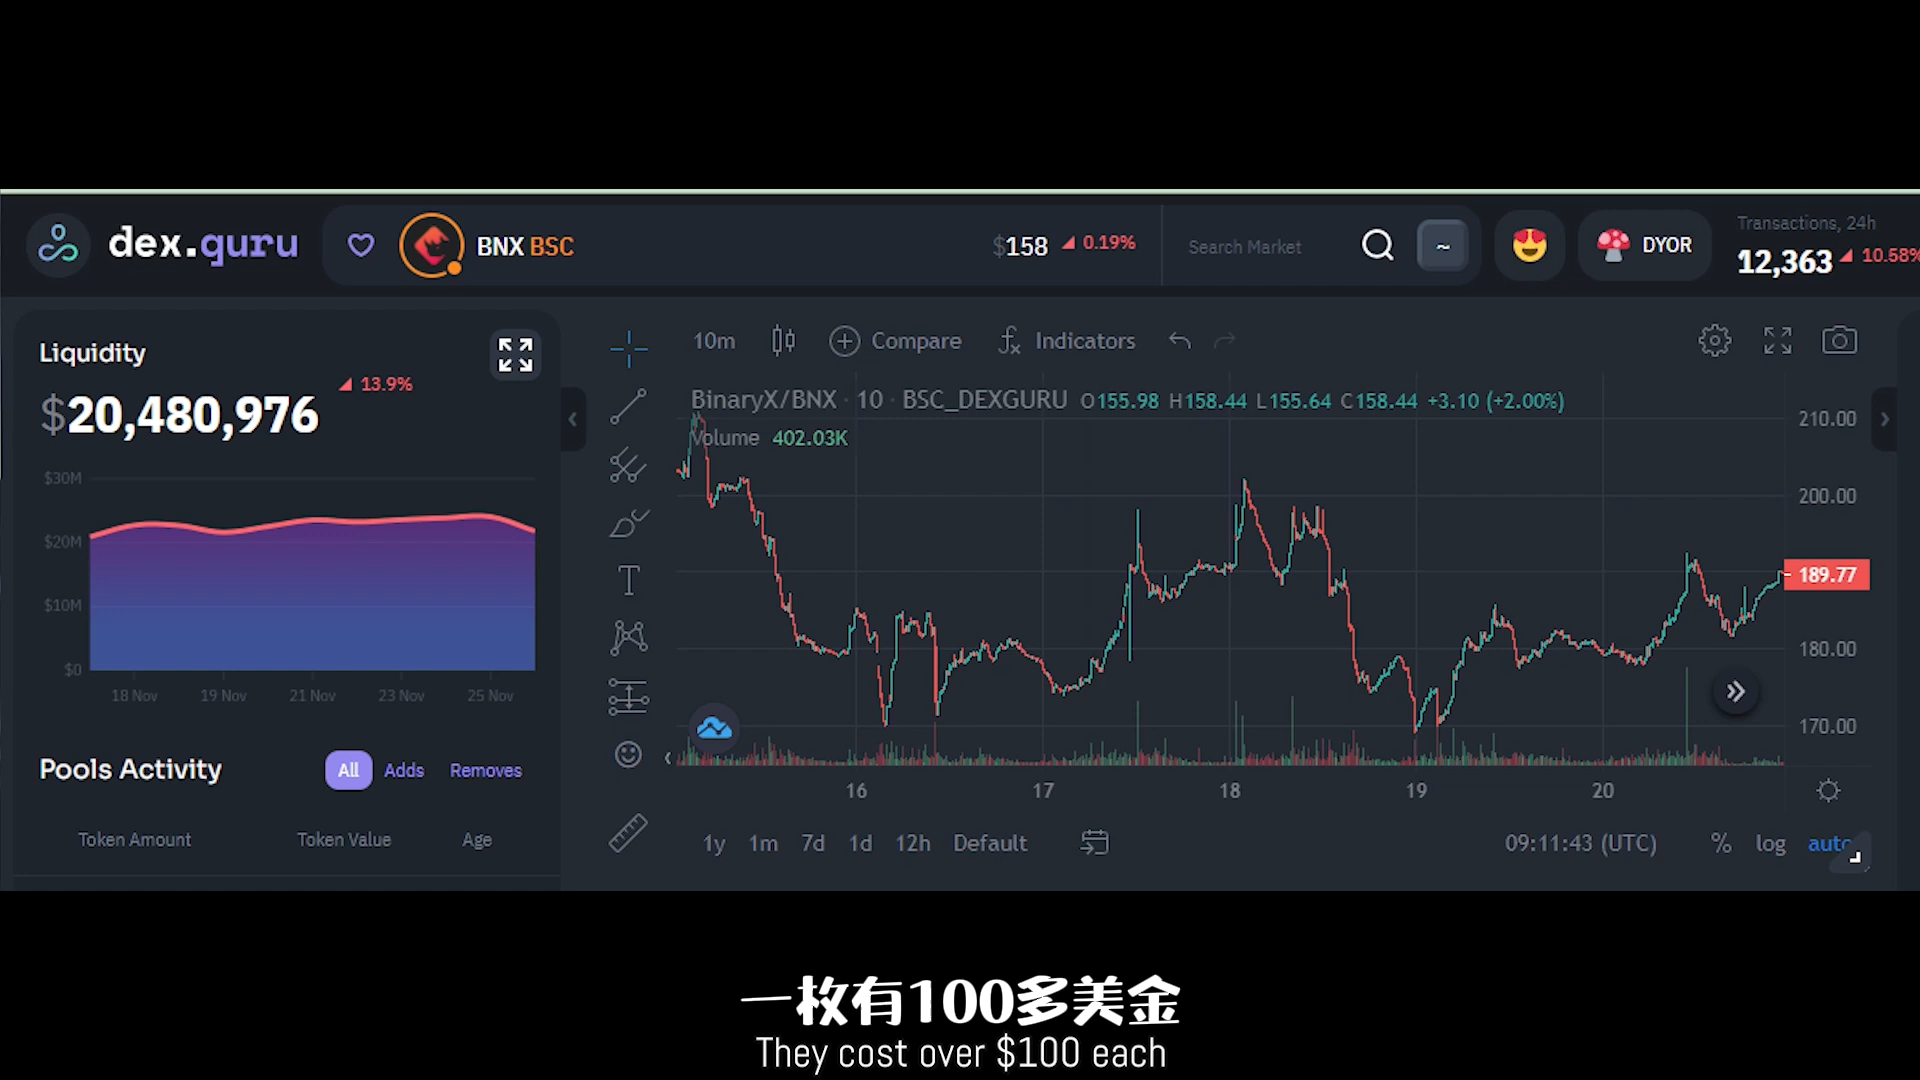 dex.guru
BNX BSC
$158 0.19%
Search Market
~
DYOR
Transactions, 24h
12,363 10.58%
Liquidity
13.9%
$20,480,976
$30M
$20M
$10M
$0
18 Nov 19 Nov 21 Nov 23 Nov 25 Nov
Pools Activity
All Adds Removes
Token Amount Token Value Age
10m Compare Indicators
BinaryX/BNX · 10 · BSC_DEXGURU O155.98 H158.44 L155.64 C158.44 +3.10 (+2.00%)
Volume 402.03K
210.00
200.00
189.77
180.00
170.00
16 17 18 19 20
1y 1m 7d 1d 12h Default
09:11:43 (UTC) % log auto
一枚有100多美金
They cost over $100 each